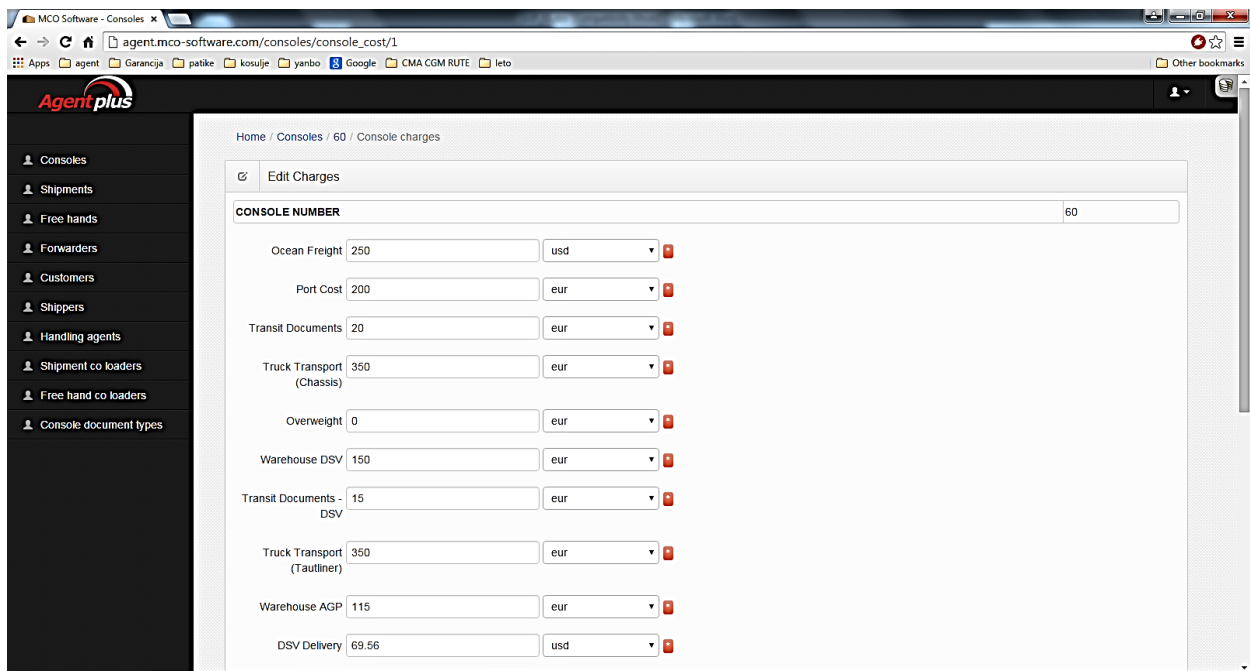 MCO Software - Consoles
agent.mco-software.com/consoles/console_cost/1
Apps agent Garancija patike kosulje yanbo Google CMA CGM RUTE leto Other bookmarks
Agentplus
Home / Consoles / 60 / Console charges
Consoles
Shipments
Free hands
Forwarders
Customers
Shippers
Handling agents
Shipment co loaders
Free hand co loaders
Console document types
Edit Charges
CONSOLE NUMBER 60
Ocean Freight 250 usd
Port Cost 200 eur
Transit Documents 20 eur
Truck Transport 350 eur
(Chassis)
Overweight 0 eur
Warehouse DSV 150 eur
Transit Documents - 15 eur
DSV
Truck Transport 350 eur
(Tautliner)
Warehouse AGP 115 eur
DSV Delivery 69.56 usd